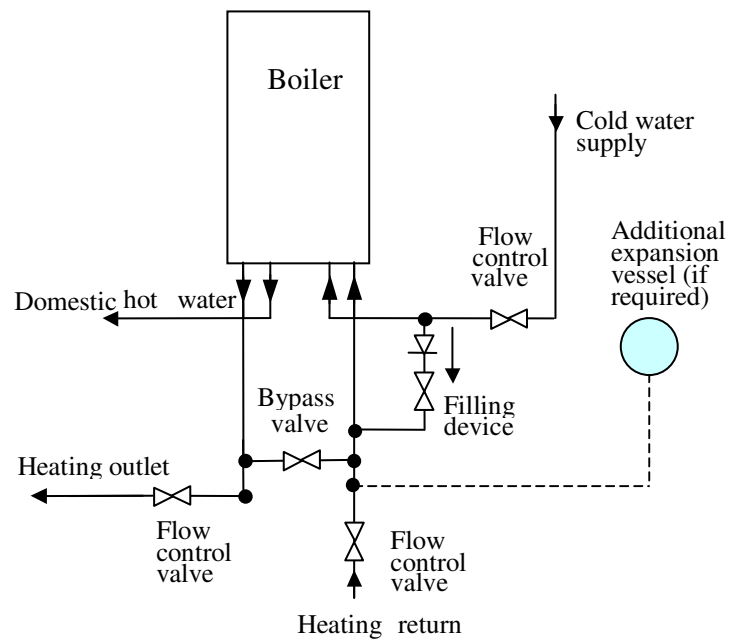 Boiler
Cold water
supply
Flow
control
valve
Additional
expansion
vessel (if
required)
Domestic hot water
Bypass
valve
Filling
device
Heating outlet
Flow
control
valve
Flow
control
valve
Heating return